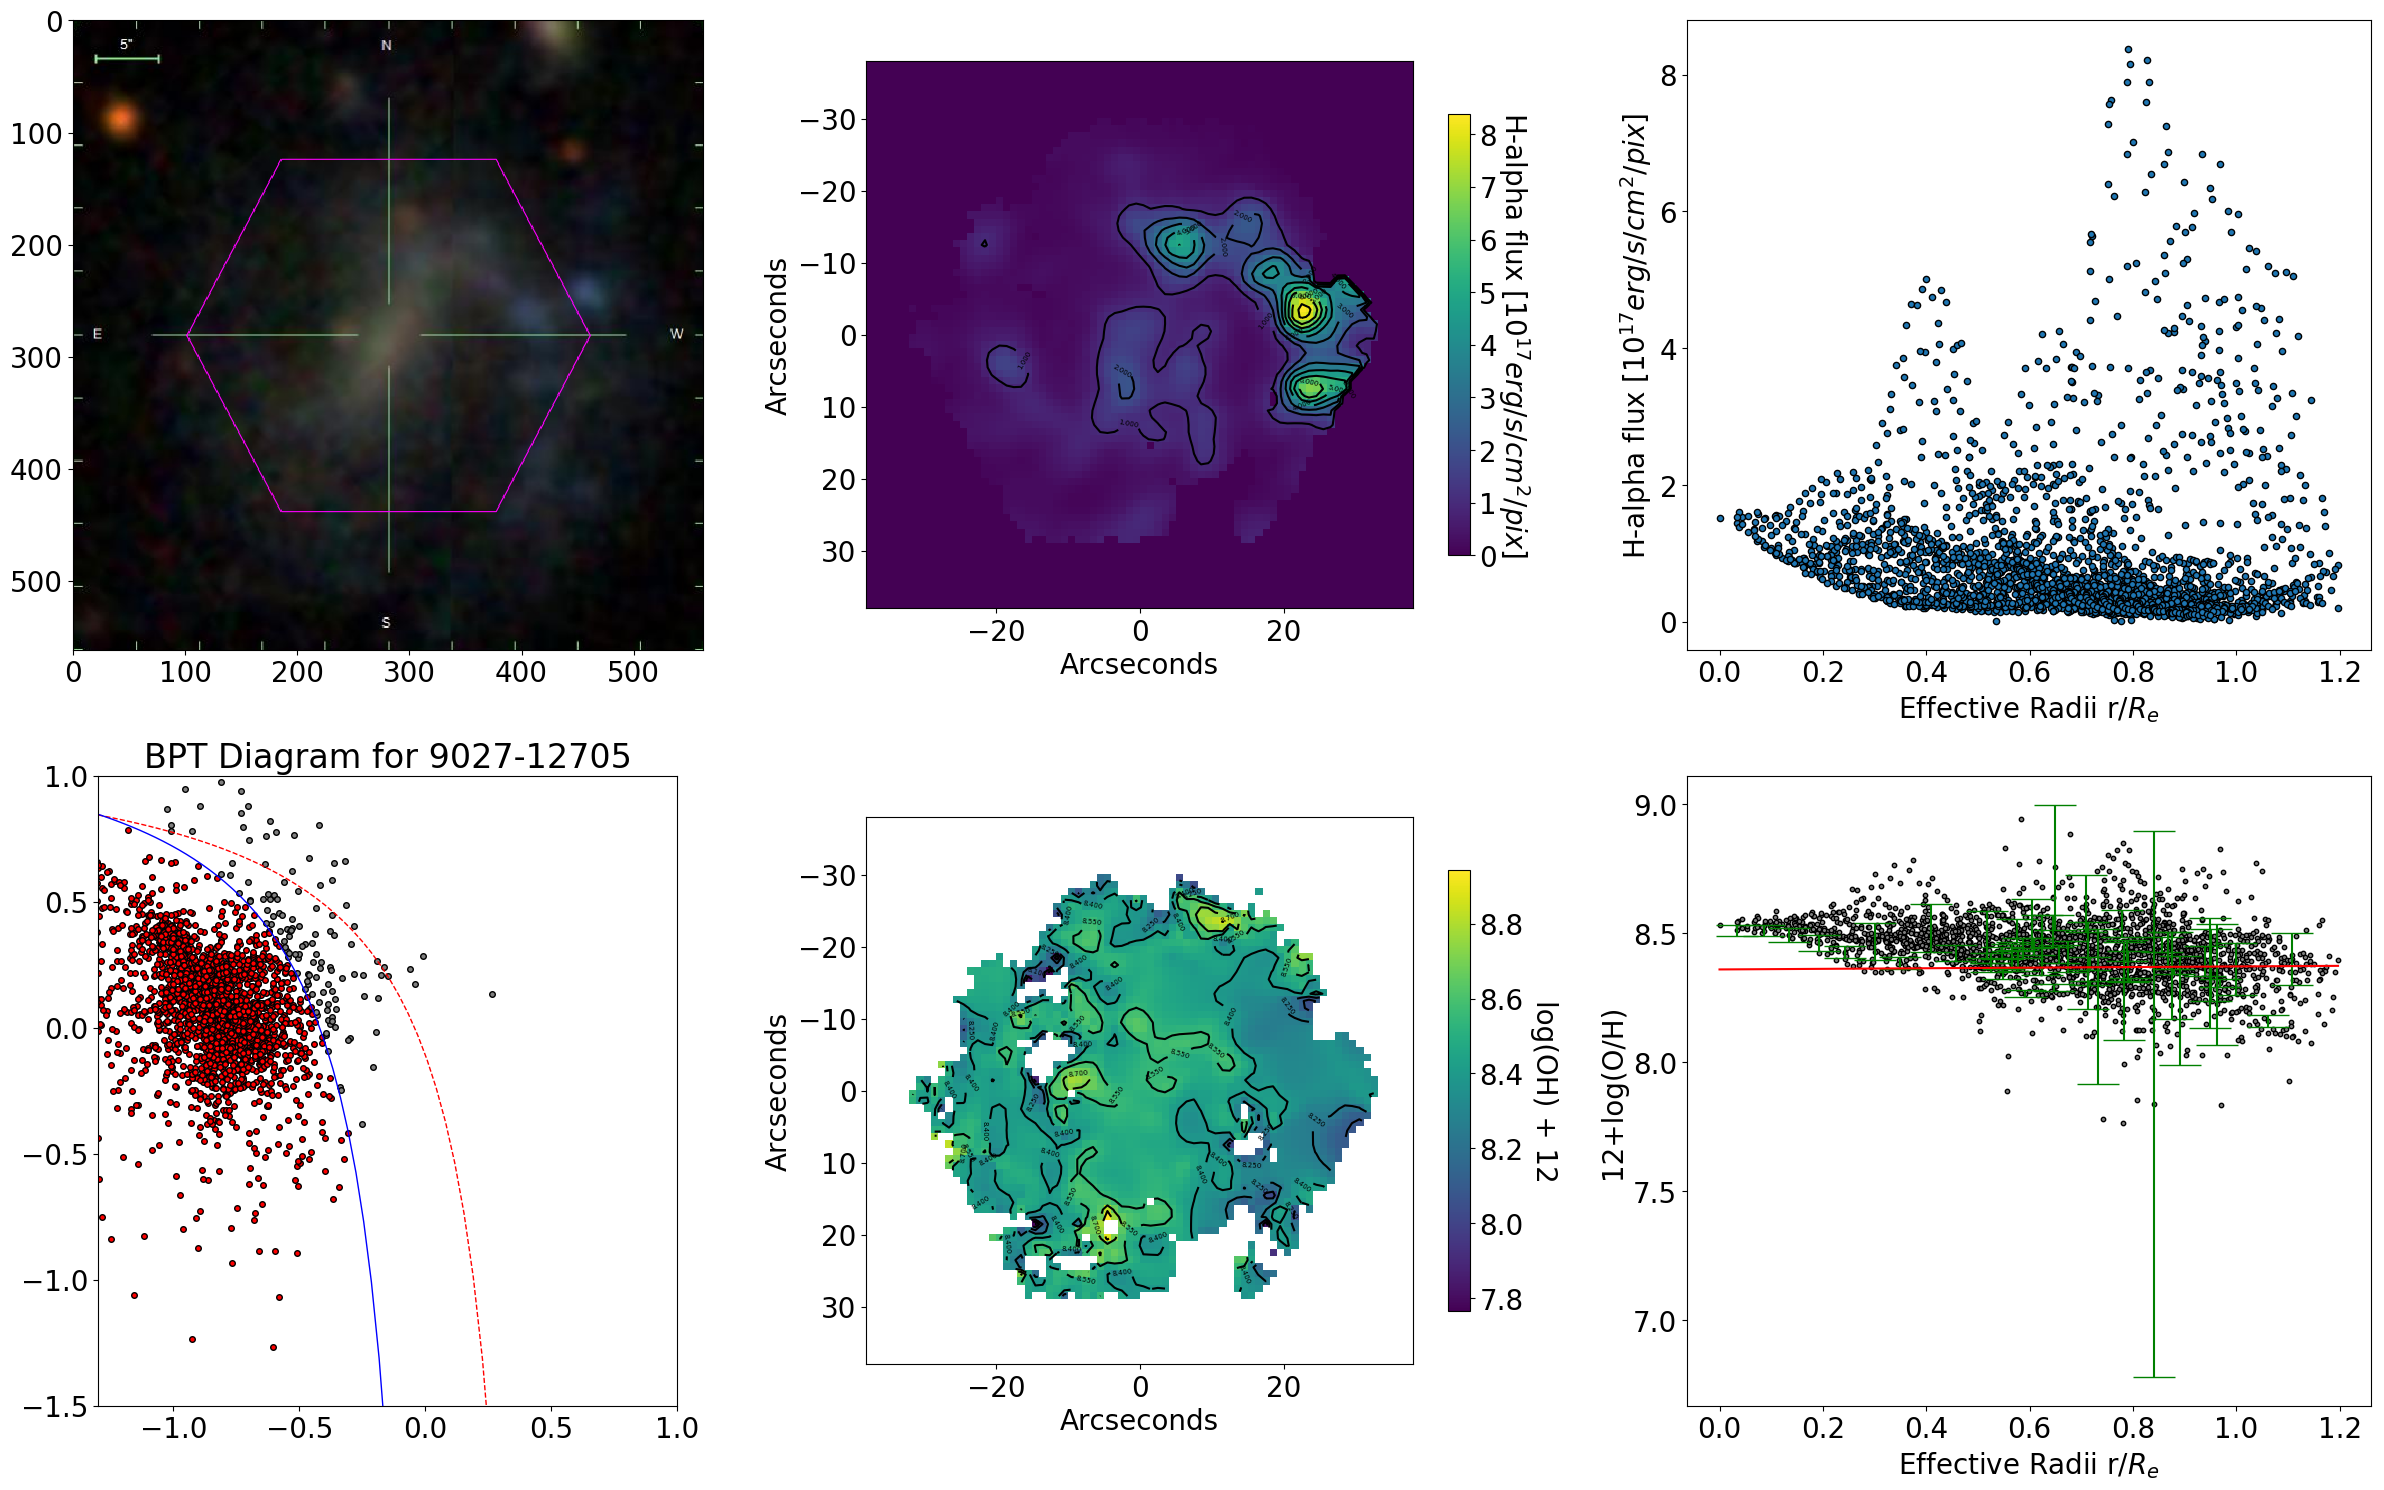 0
100
200
300
400
500
5"
N
E
W
S
0 100 200 300 400 500
Arcseconds
−30
−20
−10
0
10
20
30
−20 0 20
Arcseconds
8
7
6
5
4
3
2
1
0
H-alpha flux [10^17 erg/s/cm^2/pix]
H-alpha flux [10^17 erg/s/cm^2/pix]
8
6
4
2
0
0.0 0.2 0.4 0.6 0.8 1.0 1.2
Effective Radii r/R_e
BPT Diagram for 9027-12705
1.0
0.5
0.0
−0.5
−1.0
−1.5
−1.0 −0.5 0.0 0.5 1.0
Arcseconds
−30
−20
−10
0
10
20
30
−20 0 20
Arcseconds
8.8
8.6
8.4
8.2
8.0
7.8
log(OH) + 12
12+log(O/H)
9.0
8.5
8.0
7.5
7.0
0.0 0.2 0.4 0.6 0.8 1.0 1.2
Effective Radii r/R_e